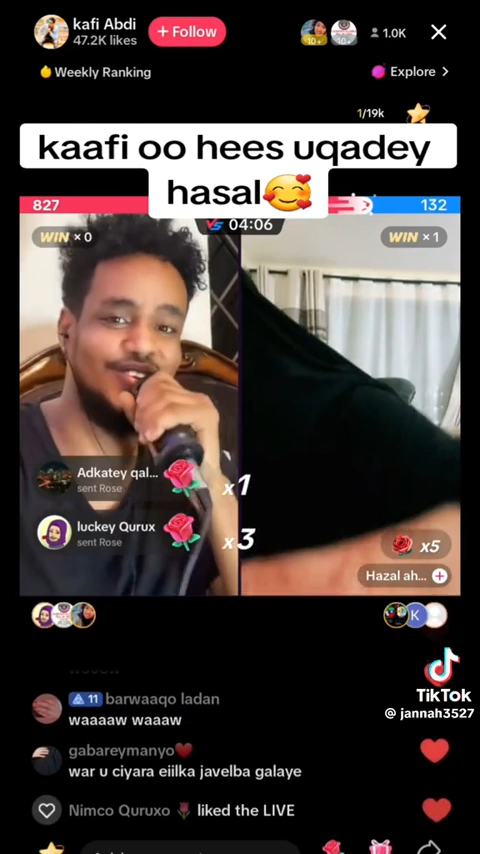 kafi Abdi
47.2K likes
+ Follow
10+
10+
1.0K
Weekly Ranking
Explore >
1/19k
kaafi oo hees uqadey
hasal🥰
827
132
VS 04:06
WIN × 0
WIN × 1
Adkatey qal...
sent Rose
x1
luckey Qurux
sent Rose
x3
x5
Hazal ah... +
K
TikTok
@ jannah3527
11 barwaaqo ladan
waaaaw waaaw
gabareymanyo♥️
war u ciyara eiilka javelba galaye
Nimco Quruxo 🌷 liked the LIVE